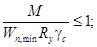 M / (W_{n,min} R_y γ_c) ≤ 1;